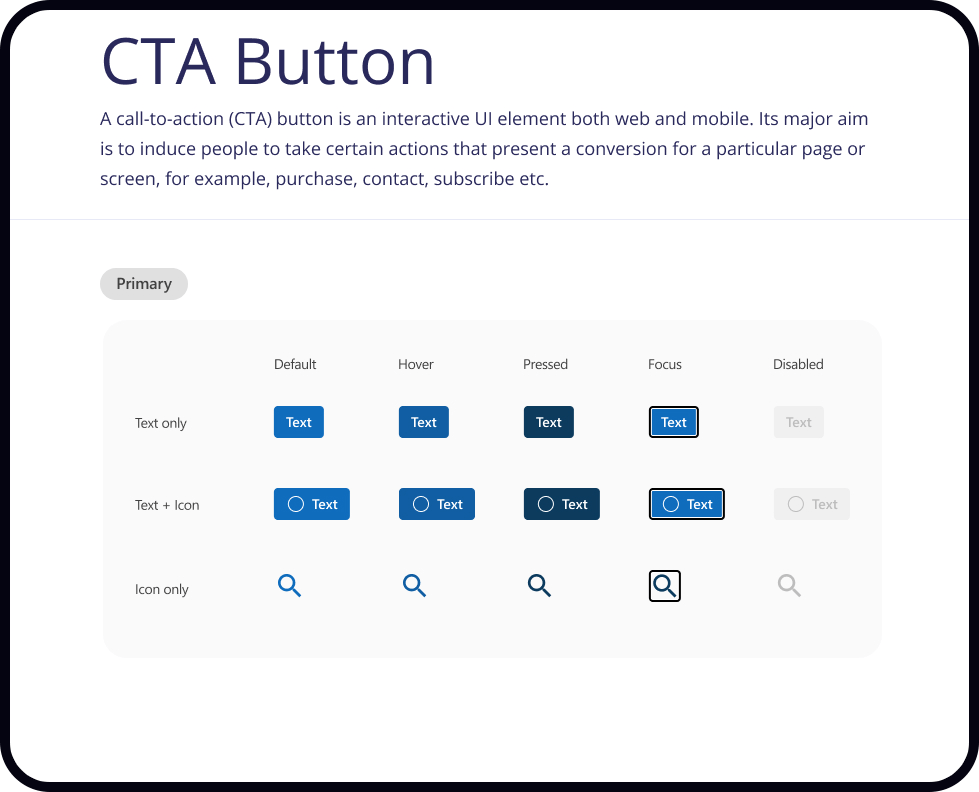 CTA Button
A call-to-action (CTA) button is an interactive UI element both web and mobile. Its major aim
is to induce people to take certain actions that present a conversion for a particular page or
screen, for example, purchase, contact, subscribe etc.
Primary
Default Hover Pressed Focus Disabled
Text only Text Text Text Text Text
Text + Icon Text Text Text Text Text
Icon only